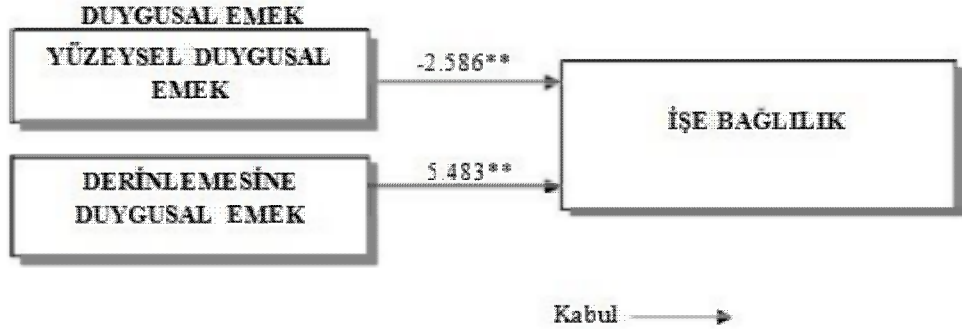 DUYGUSAL EMEK
YÜZEYSEL DUYGUSAL
EMEK
-2.586**
İŞE BAĞLILIK
DERİNLEMESİNE
DUYGUSAL EMEK
5.483**
Kabul